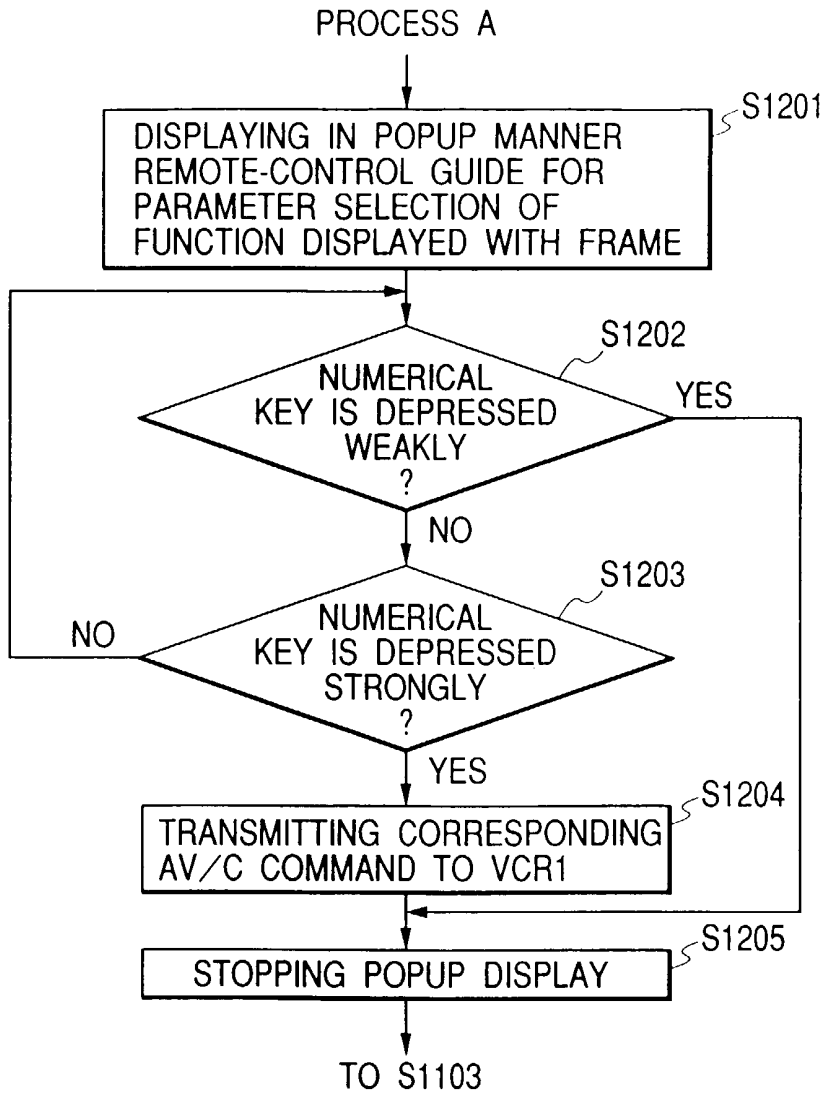 PROCESS A
S1201
DISPLAYING IN POPUP MANNER
REMOTE-CONTROL GUIDE FOR
PARAMETER SELECTION OF
FUNCTION DISPLAYED WITH FRAME
S1202
NUMERICAL
KEY IS DEPRESSED
WEAKLY
?
YES
NO
S1203
NUMERICAL
KEY IS DEPRESSED
STRONGLY
?
NO
YES
S1204
TRANSMITTING CORRESPONDING
AV/C COMMAND TO VCR1
S1205
STOPPING POPUP DISPLAY
TO S1103